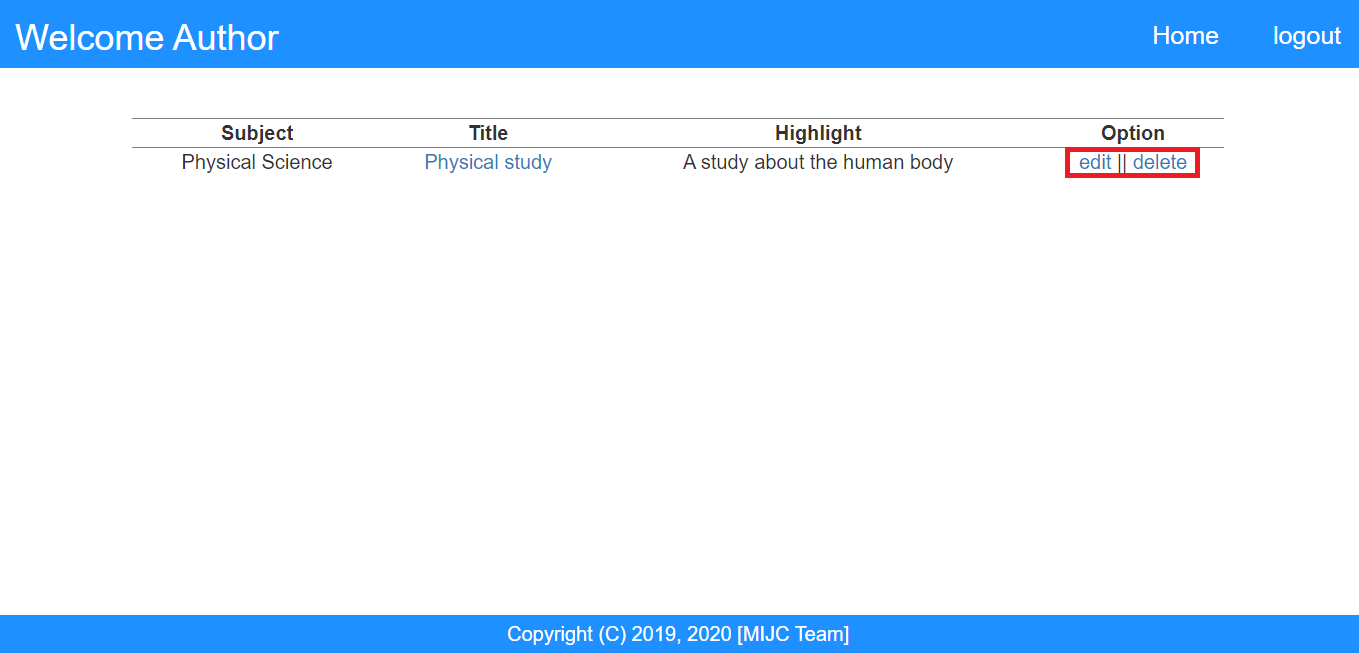 Welcome Author Home logout
Subject Title Highlight Option
Physical Science Physical study A study about the human body edit || delete
Copyright (C) 2019, 2020 [MIJC Team]